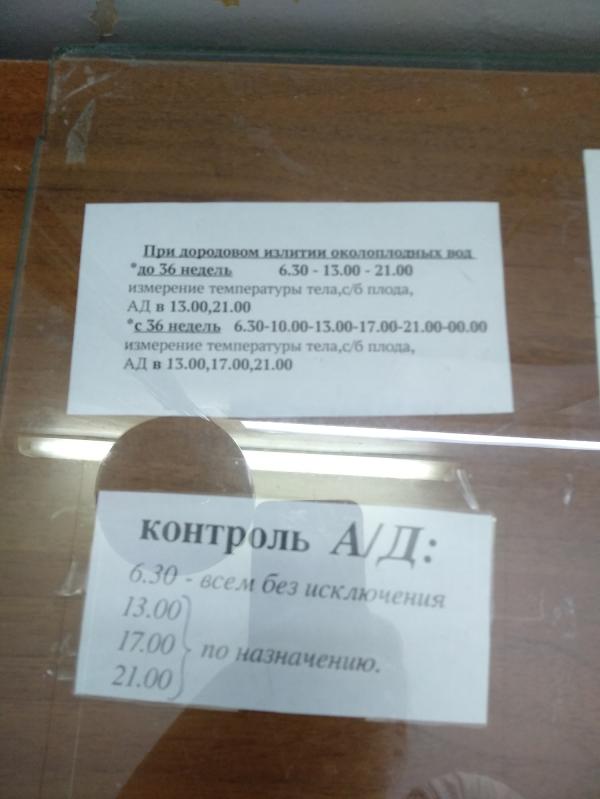 При дородовом излитии околоплодных вод
*до 36 недель 6.30 - 13.00 - 21.00
измерение температуры тела,с/б плода,
АД в 13.00,21.00
*с 36 недель 6.30-10.00-13.00-17.00-21.00-00.00
измерение температуры тела,с/б плода,
АД в 13.00,17.00,21.00
контроль А/Д:
6.30 - всем без исключения
13.00
17.00 по назначению.
21.00